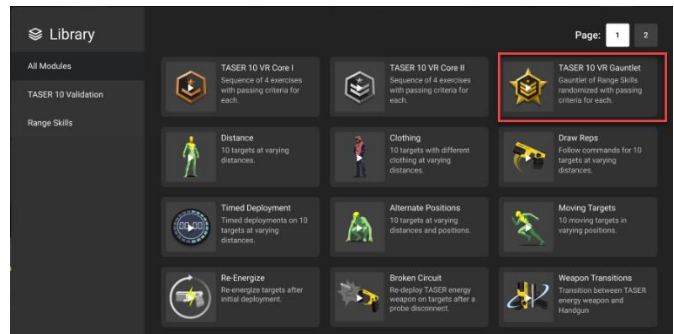 Library
Page: 1 2
All Modules
TASER 10 Validation
Range Skills
TASER 10 VR Core I
Sequence of 4 exercises
with passing criteria for
each.
TASER 10 VR Core II
Sequence of 4 exercises
with passing criteria for
each.
TASER 10 VR Gauntlet
Gauntlet of Range Skills
randomized with passing
criteria for each.
Distance
10 targets at varying
distances.
Clothing
10 targets with different
clothing at varying
distances.
Draw Reps
Follow commands for 10
targets at varying
distances.
00:00
Timed Deployment
Timed deployments on 10
targets at varying
distances.
Alternate Positions
10 targets at varying
distances and positions.
Moving Targets
10 moving targets in
varying positions.
Re-Energize
Re-energize targets after
initial deployment.
Broken Circuit
Re-deploy TASER energy
weapon on targets after a
probe disconnect.
Weapon Transitions
Transition between TASER
energy weapon and
Handgun